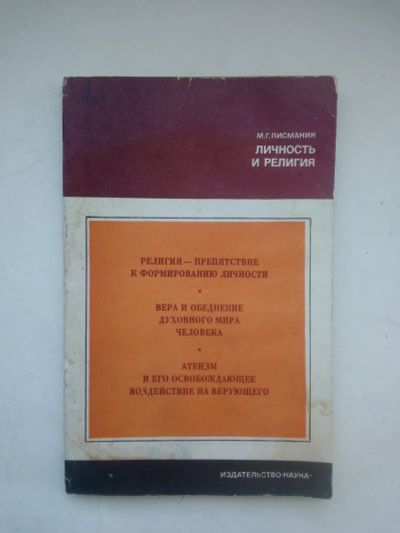 М.Г.ПИСМАНИК
ЛИЧНОСТЬ
И РЕЛИГИЯ
РЕЛИГИЯ — ПРЕПЯТСТВИЕ
К ФОРМИРОВАНИЮ ЛИЧНОСТИ
•
ВЕРА И ОБЕДНЕНИЕ
ДУХОВНОГО МИРА
ЧЕЛОВЕКА
•
АТЕИЗМ
И ЕГО ОСВОБОЖДАЮЩЕЕ
ВОЗДЕЙСТВИЕ НА ВЕРУЮЩЕГО
ИЗДАТЕЛЬСТВО·НАУКА·